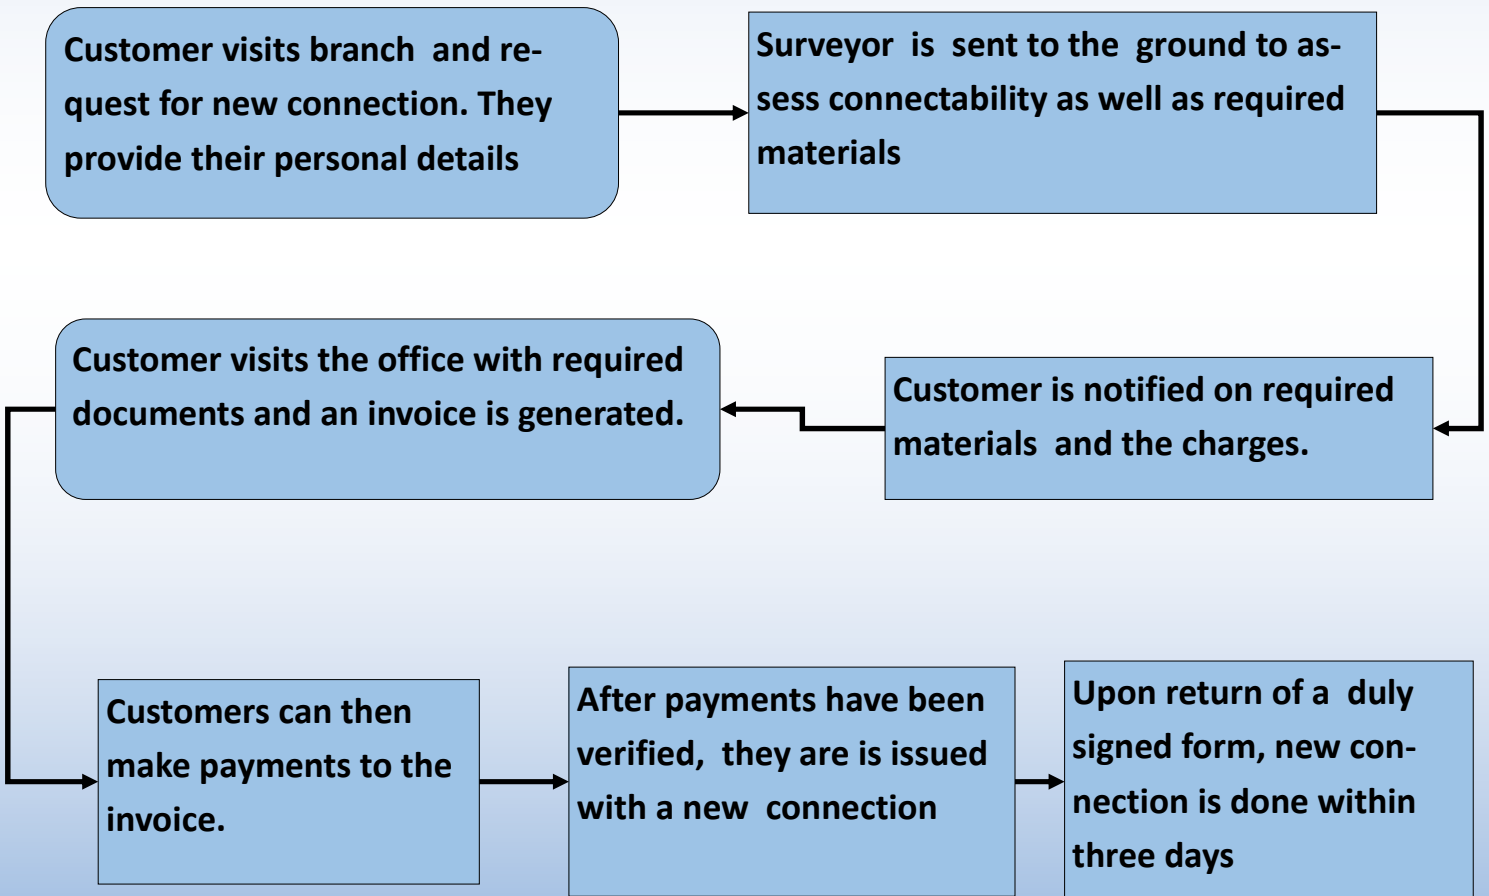 Customer visits branch and re-
quest for new connection. They
provide their personal details
Surveyor is sent to the ground to as-
sess connectability as well as required
materials
Customer is notified on required
materials and the charges.
Customer visits the office with required
documents and an invoice is generated.
Customers can then
make payments to the
invoice.
After payments have been
verified, they are is issued
with a new connection
Upon return of a duly
signed form, new con-
nection is done within
three days